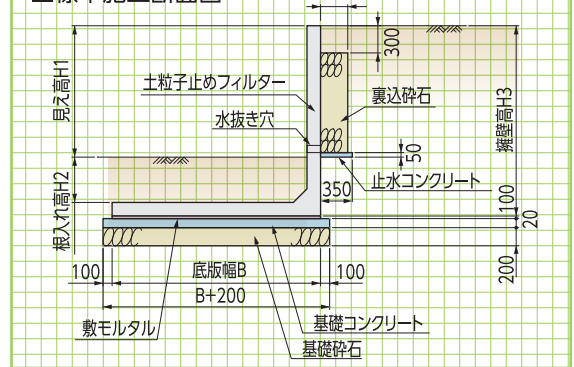 300
見え高H1
土粒子止めフィルター
裏込砕石
擁壁高H3
水抜き穴
50
止水コンクリート
350
根入れ高H2
100
20
200
100
底版幅B
100
B+200
敷モルタル
基礎コンクリート
基礎砕石